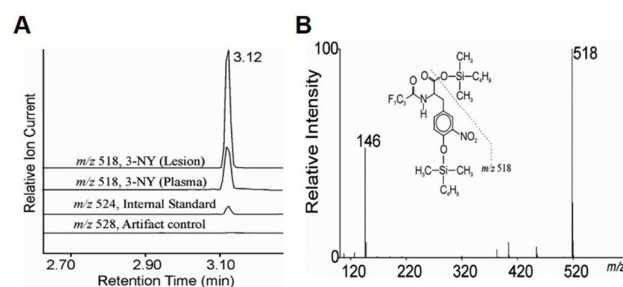 A
3.12
m/z 518, 3-NY (Lesion)
m/z 518, 3-NY (Plasma)
m/z 524, Internal Standard
m/z 528, Artifact control
Relative Ion Current
2.70 2.90 3.10
Retention Time (min)
B
100
518
146
Relative Intensity
0
CH₃
O-Si-C₄H₉
CH₃
O
O
F₇C₃
N
H
NO₂
O
CH₃-Si-CH₃
C₄H₉
m/z 518
120 220 320 420 520 m/z